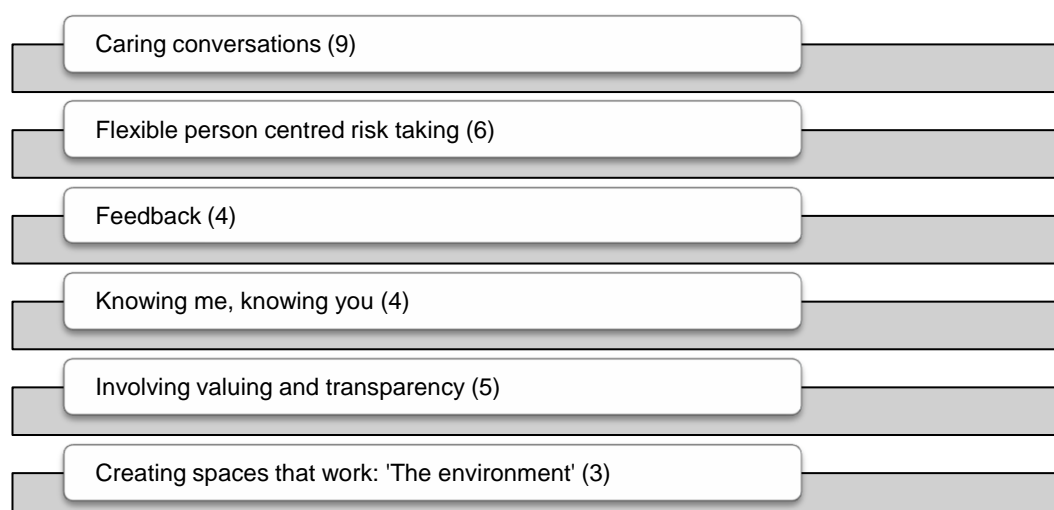 Caring conversations (9)
Flexible person centred risk taking (6)
Feedback (4)
Knowing me, knowing you (4)
Involving valuing and transparency (5)
Creating spaces that work: 'The environment' (3)